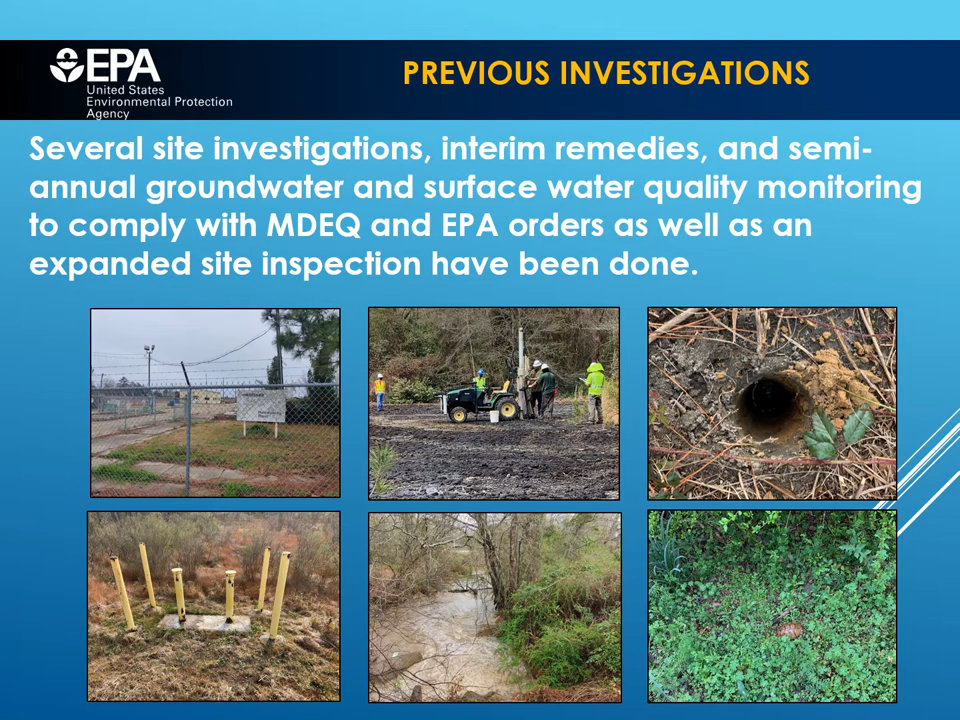 EPA
United States
Environmental Protection
Agency
PREVIOUS INVESTIGATIONS
Several site investigations, interim remedies, and semi-
annual groundwater and surface water quality monitoring
to comply with MDEQ and EPA orders as well as an
expanded site inspection have been done.